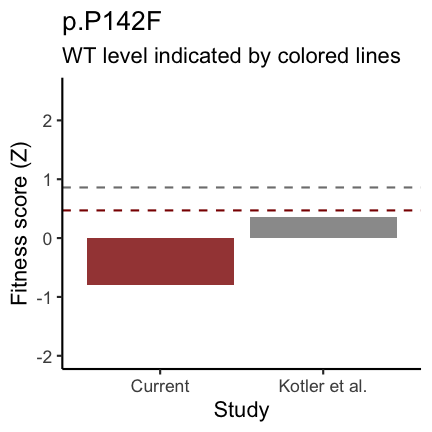 p.P142F
WT level indicated by colored lines
Fitness score (Z)
2
1
0
-1
-2
Current
Kotler et al.
Study